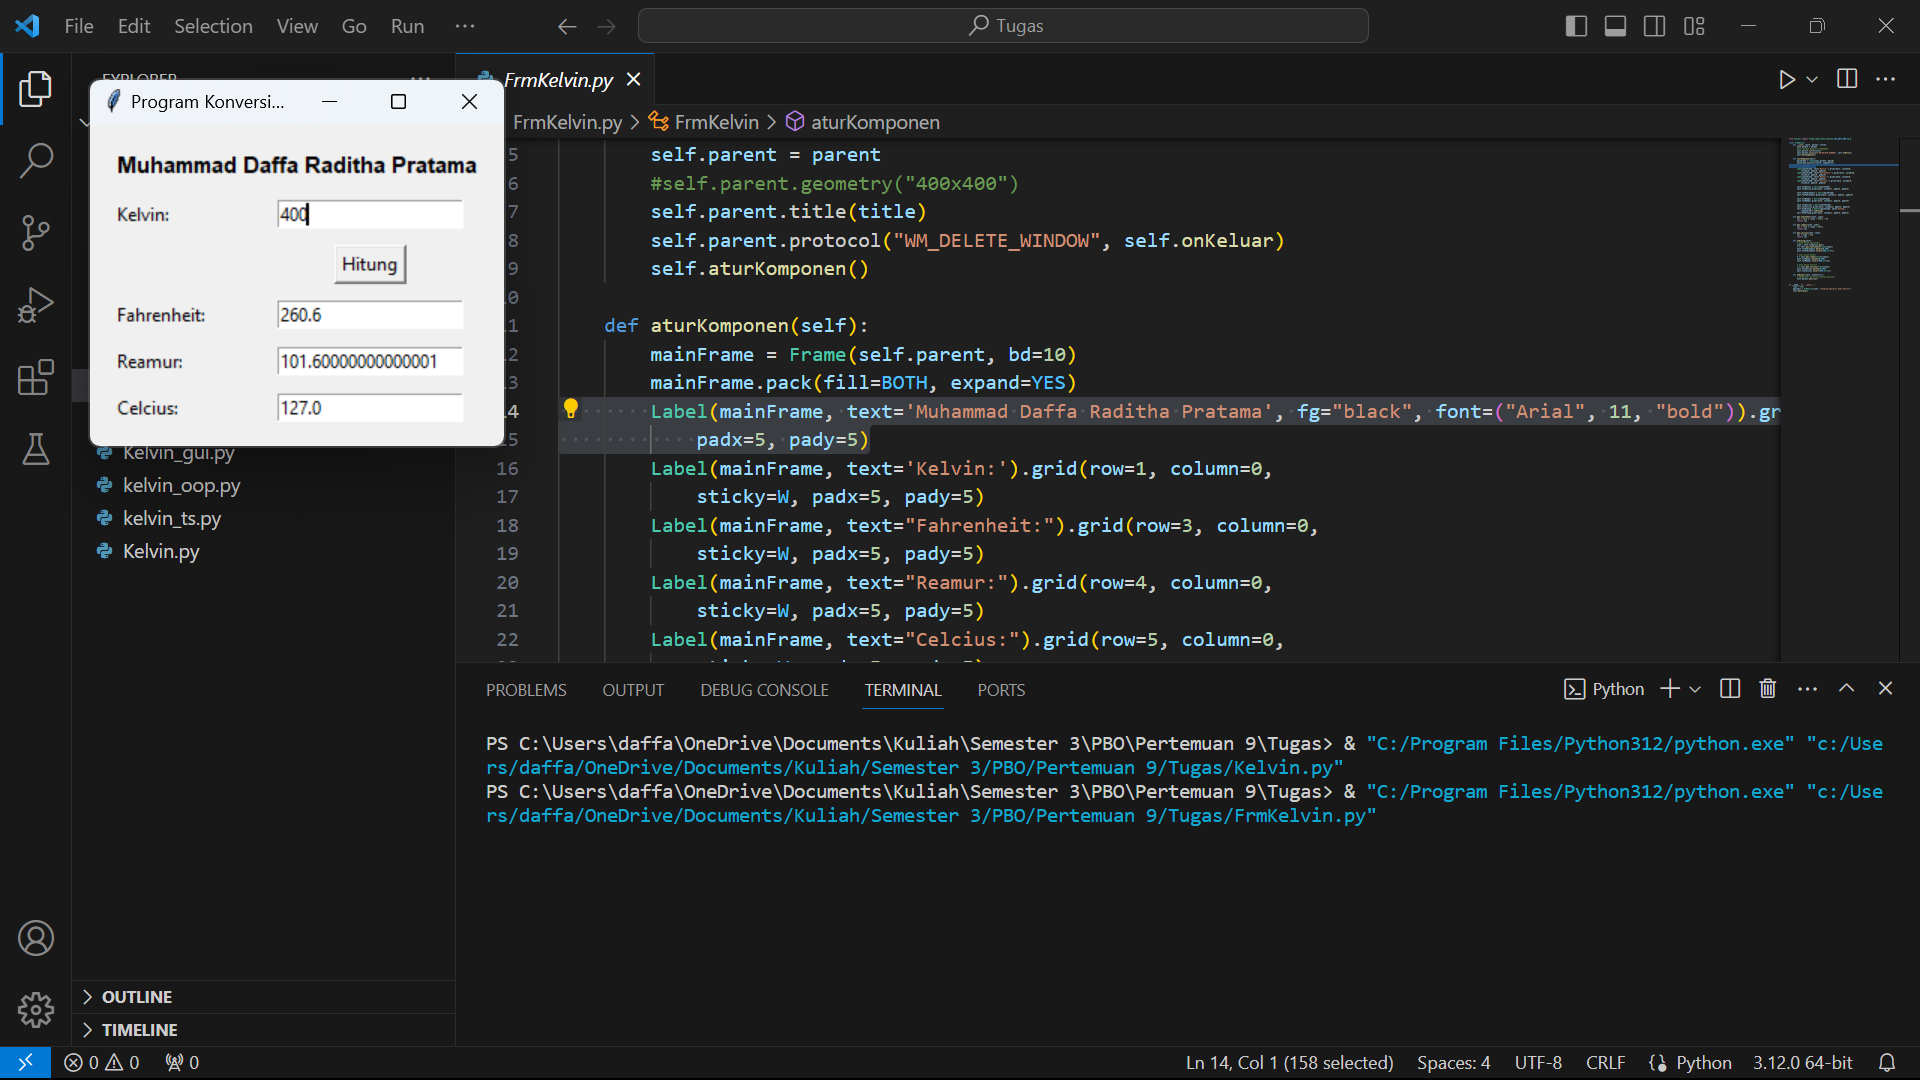 File Edit Selection View Go Run ···
Tugas
Program Konversi...
Muhammad Daffa Raditha Pratama
Kelvin: 400
Hitung
Fahrenheit: 260.6
Reamur: 101.60000000000001
Celcius: 127.0
Kelvin_gui.py
kelvin_oop.py
kelvin_ts.py
Kelvin.py
OUTLINE
TIMELINE
FrmKelvin.py
FrmKelvin.py > FrmKelvin > aturKomponen
5 self.parent = parent
6 #self.parent.geometry("400x400")
7 self.parent.title(title)
8 self.parent.protocol("WM_DELETE_WINDOW", self.onKeluar)
9 self.aturKomponen()
10
11 def aturKomponen(self):
12 mainFrame = Frame(self.parent, bd=10)
13 mainFrame.pack(fill=BOTH, expand=YES)
14 Label(mainFrame, text='Muhammad Daffa Raditha Pratama', fg="black", font=("Arial", 11, "bold")).gr
15 padx=5, pady=5)
16 Label(mainFrame, text='Kelvin:').grid(row=1, column=0,
17 sticky=W, padx=5, pady=5)
18 Label(mainFrame, text="Fahrenheit:").grid(row=3, column=0,
19 sticky=W, padx=5, pady=5)
20 Label(mainFrame, text="Reamur:").grid(row=4, column=0,
21 sticky=W, padx=5, pady=5)
22 Label(mainFrame, text="Celcius:").grid(row=5, column=0,
PROBLEMS OUTPUT DEBUG CONSOLE TERMINAL PORTS
Python
PS C:\Users\daffa\OneDrive\Documents\Kuliah\Semester 3\PBO\Pertemuan 9\Tugas> & "C:/Program Files/Python312/python.exe" "c:/Use
rs/daffa/OneDrive/Documents/Kuliah/Semester 3/PBO/Pertemuan 9/Tugas/Kelvin.py"
PS C:\Users\daffa\OneDrive\Documents\Kuliah\Semester 3\PBO\Pertemuan 9\Tugas> & "C:/Program Files/Python312/python.exe" "c:/Use
rs/daffa/OneDrive/Documents/Kuliah/Semester 3/PBO/Pertemuan 9/Tugas/FrmKelvin.py"
0 0 0
Ln 14, Col 1 (158 selected) Spaces: 4 UTF-8 CRLF Python 3.12.0 64-bit